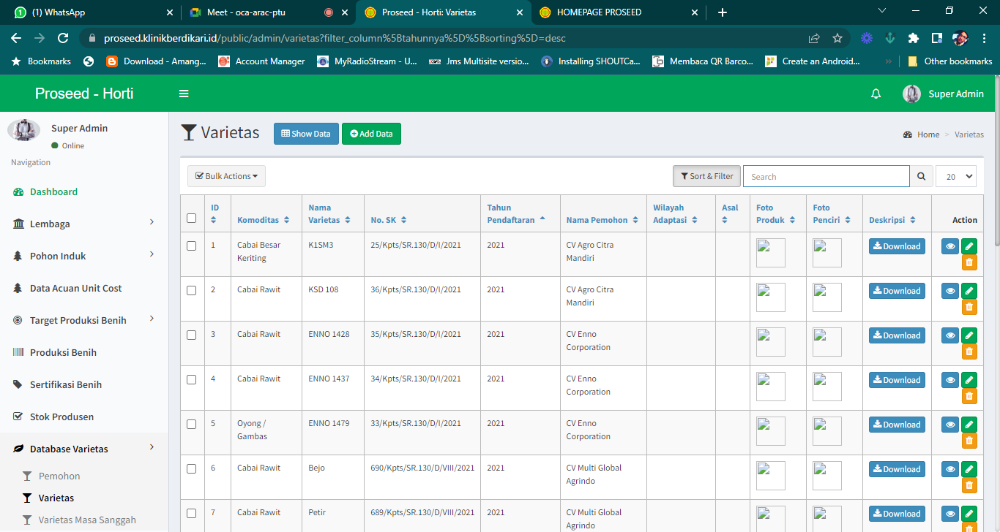 (1) WhatsApp
Meet - oca-arac-ptu
Proseed - Horti: Varietas
HOMEPAGE PROSEED
proseed.klinikberdikari.id/public/admin/varietas?filter_column%5Btahunnya%5D%5Bsorting%5D=desc
Bookmarks
Download - Amang...
Account Manager
MyRadioStream - U...
Jms Multisite versio...
Installing SHOUTCa...
Membaca QR Barco...
Create an Android...
Other bookmarks
Proseed - Horti
Super Admin
Super Admin
Online
Navigation
Dashboard
Lembaga
Pohon Induk
Data Acuan Unit Cost
Target Produksi Benih
Produksi Benih
Sertifikasi Benih
Stok Produsen
Database Varietas
Pemohon
Varietas
Varietas Masa Sanggah
Varietas
Show Data
Add Data
Home > Varietas
Bulk Actions
Sort & Filter
Search
20
ID
Komoditas
Nama Varietas
No. SK
Tahun Pendaftaran
Nama Pemohon
Wilayah Adaptasi
Asal
Foto Produk
Foto Penciri
Deskripsi
Action
1 Cabai Besar Keriting K1SM3 25/Kpts/SR.130/D/I/2021 2021 CV Agro Citra Mandiri Download
2 Cabai Rawit KSD 108 36/Kpts/SR.130/D/I/2021 2021 CV Agro Citra Mandiri Download
3 Cabai Rawit ENNO 1428 35/Kpts/SR.130/D/I/2021 2021 CV Enno Corporation Download
4 Cabai Rawit ENNO 1437 34/Kpts/SR.130/D/I/2021 2021 CV Enno Corporation Download
5 Oyong / Gambas ENNO 1479 33/Kpts/SR.130/D/I/2021 2021 CV Enno Corporation Download
6 Cabai Rawit Bejo 690/Kpts/SR.130/D/VIII/2021 2021 CV Multi Global Agrindo Download
7 Cabai Rawit Petir 689/Kpts/SR.130/D/VIII/2021 2021 CV Multi Global Agrindo Download